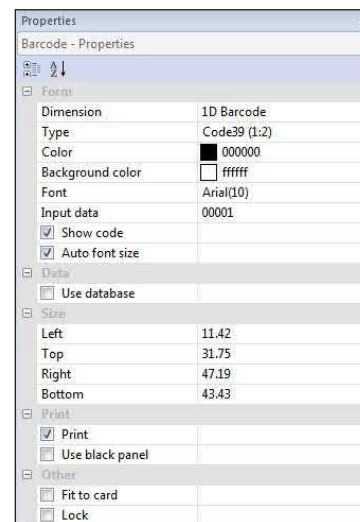 Properties
Barcode - Properties
Form
Dimension 1D Barcode
Type Code39 (1:2)
Color 000000
Background color ffffff
Font Arial(10)
Input data 00001
Show code
Auto font size
Data
Use database
Size
Left 11.42
Top 31.75
Right 47.19
Bottom 43.43
Print
Print
Use black panel
Other
Fit to card
Lock